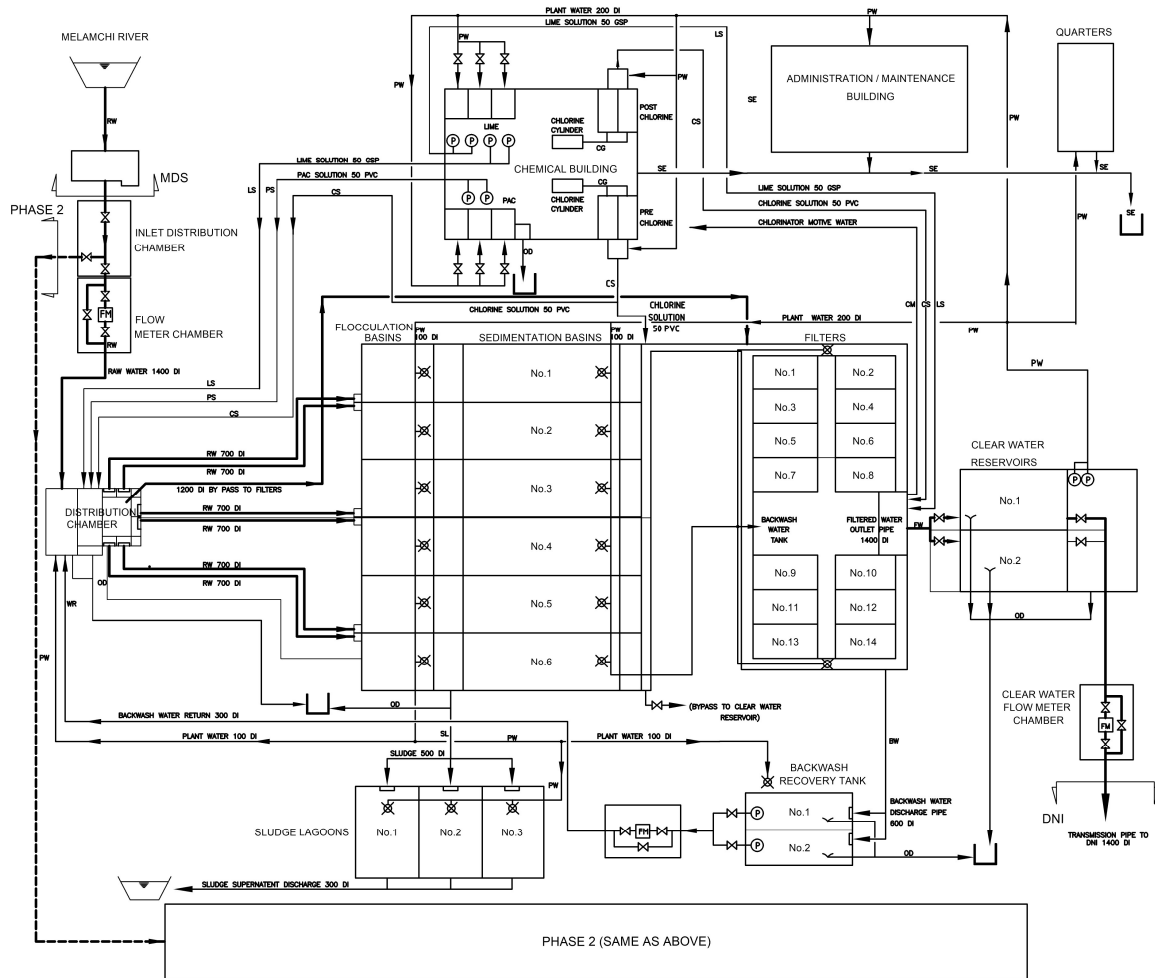 PLANT WATER 200 DI
PW
LIME SOLUTION 50 GSP
LS
MELAMCHI RIVER
QUARTERS
PW
PW
PW
ADMINISTRATION / MAINTENANCE
BUILDING
SE
POST
CHLORINE
CHLORINE
CYLINDER
LIME
CG
CS
PW
RW
P P P P
LIME SOLUTION 50 GSP
CHEMICAL BUILDING
SE
SE
SE
MDS
PAC SOLUTION 50 PVC
CG
LS
PS
CS
P P
PAC
CHLORINE
CYLINDER
PRE
CHLORINE
LIME SOLUTION 50 GSP
CHLORINE SOLUTION 50 PVC
CHLORINATOR MOTIVE WATER
SE
PW
PHASE 2
INLET DISTRIBUTION
CHAMBER
OD
CS
CM
CS
LS
FM
FLOW
METER CHAMBER
RW
CHLORINE SOLUTION 50 PVC
CHLORINE
SOLUTION
50 PVC
PLANT WATER 200 DI
PW
FLOCCULATION
BASINS
PW
100 DI
SEDIMENTATION BASINS
PW
100 DI
FILTERS
RAW WATER 1400 DI
PW
LS
PS
CS
No.1
No.2
No.3
No.4
No.5
No.6
No.1
No.2
No.3
No.4
No.5
No.6
No.7
No.8
BACKWASH
WATER
TANK
FILTERED WATER
OUTLET PIPE
1400 DI
No.9
No.10
No.11
No.12
No.13
No.14
RW 700 DI
RW 700 DI
1200 DI BY PASS TO FILTERS
RW 700 DI
RW 700 DI
RW 700 DI
RW 700 DI
DISTRIBUTION
CHAMBER
OD
WR
PW
CLEAR WATER
RESERVOIRS
P P
No.1
No.2
FW
OD
CLEAR WATER
FLOW METER
CHAMBER
FM
DNI
TRANSMISSION PIPE TO
DNI 1400 DI
OD
(BYPASS TO CLEAR WATER
RESERVOIR)
BACKWASH WATER RETURN 300 DI
SL
PLANT WATER 100 DI
PW
PLANT WATER 100 DI
SLUDGE 500 DI
PW
BW
BACKWASH
RECOVERY TANK
P
No.1
P
No.2
BACKWASH WATER
DISCHARGE PIPE
600 DI
OD
FM
SLUDGE LAGOONS
No.1
No.2
No.3
SLUDGE SUPERNATENT DISCHARGE 300 DI
PHASE 2 (SAME AS ABOVE)